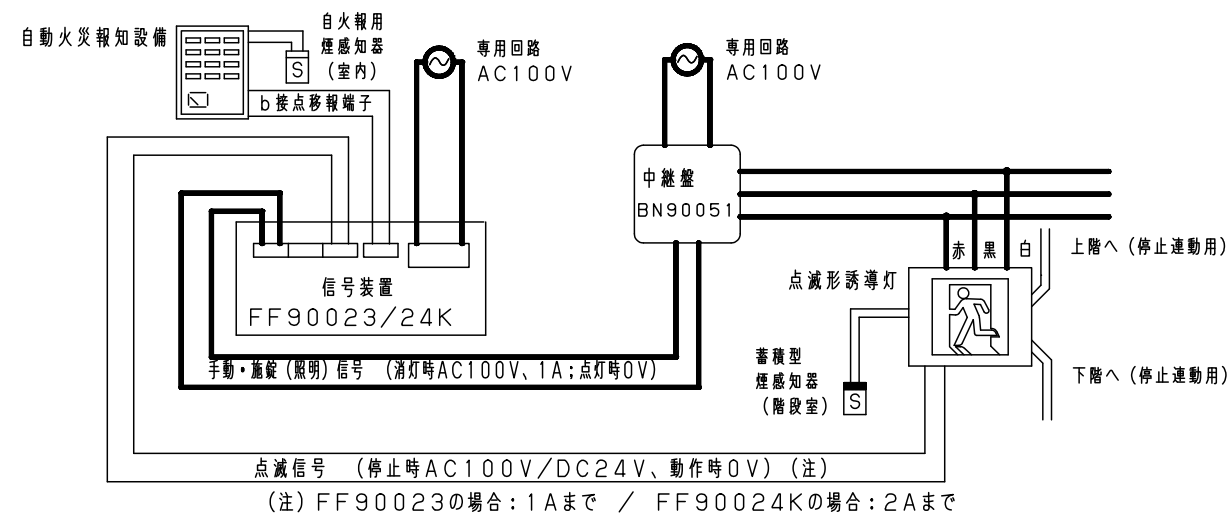 自動火災報知設備
自火報用
煙感知器
（室内）
S
専用回路
AC100V
専用回路
AC100V
b接点移報端子
中継盤
BN90051
赤 黒 白
上階へ（停止連動用）
点滅形誘導灯
信号装置
FF90023/24K
手動・施錠（照明）信号 （消灯時AC100V、1A；点灯時0V）
蓄積型
煙感知器
（階段室）
S
下階へ（停止連動用）
点滅信号 （停止時AC100V/DC24V、動作時0V）（注）
（注）FF90023の場合：1Aまで / FF90024Kの場合：2Aまで